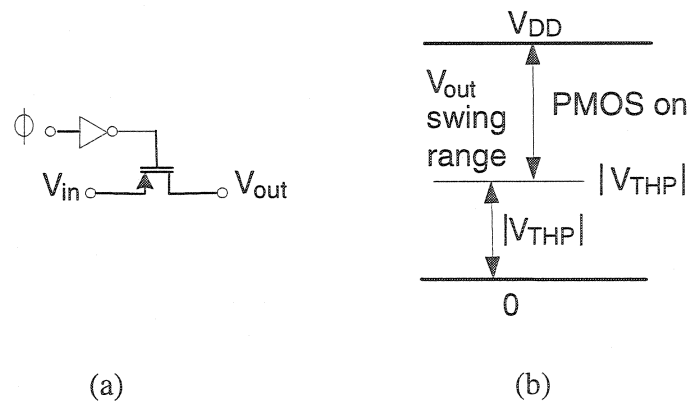 ϕ
V_in
V_out
(a)
V_DD
V_out
swing
range
PMOS on
|V_THP|
|V_THP|
0
(b)